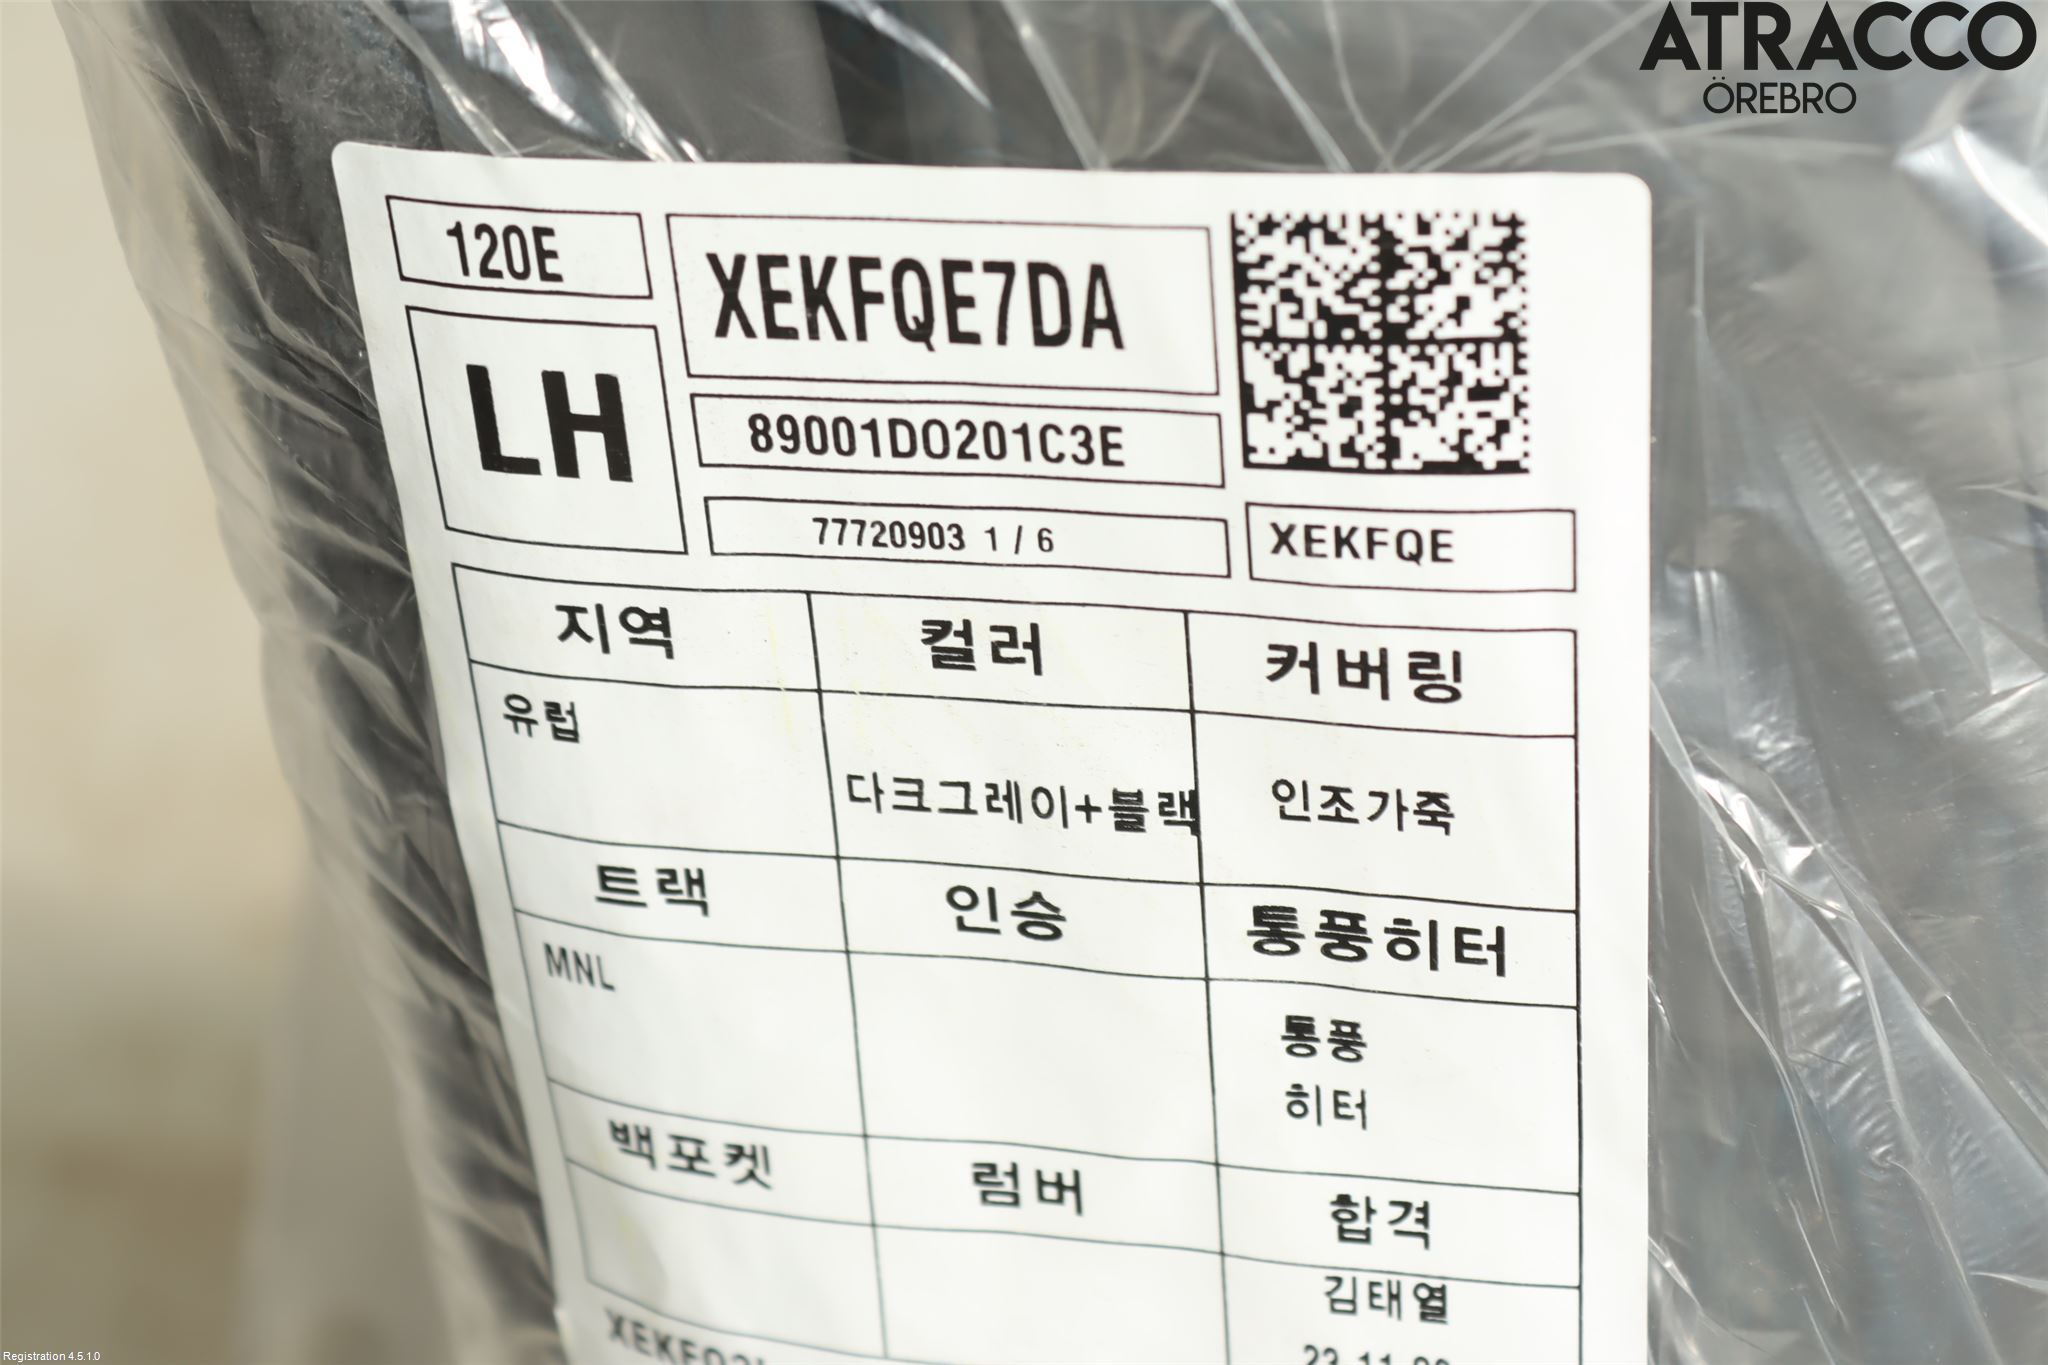 ATRACCO
ÖREBRO
120E
XEKFQE7DA
LH
89001DO201C3E
77720903 1 / 6
XEKFQE
지역 컬러 커버링
유럽 다크그레이+블랙 인조가죽
트랙 인승 통풍히터
MNL 통풍
히터
백포켓 럼버 합격
김태열
Registration 4.5.1.0